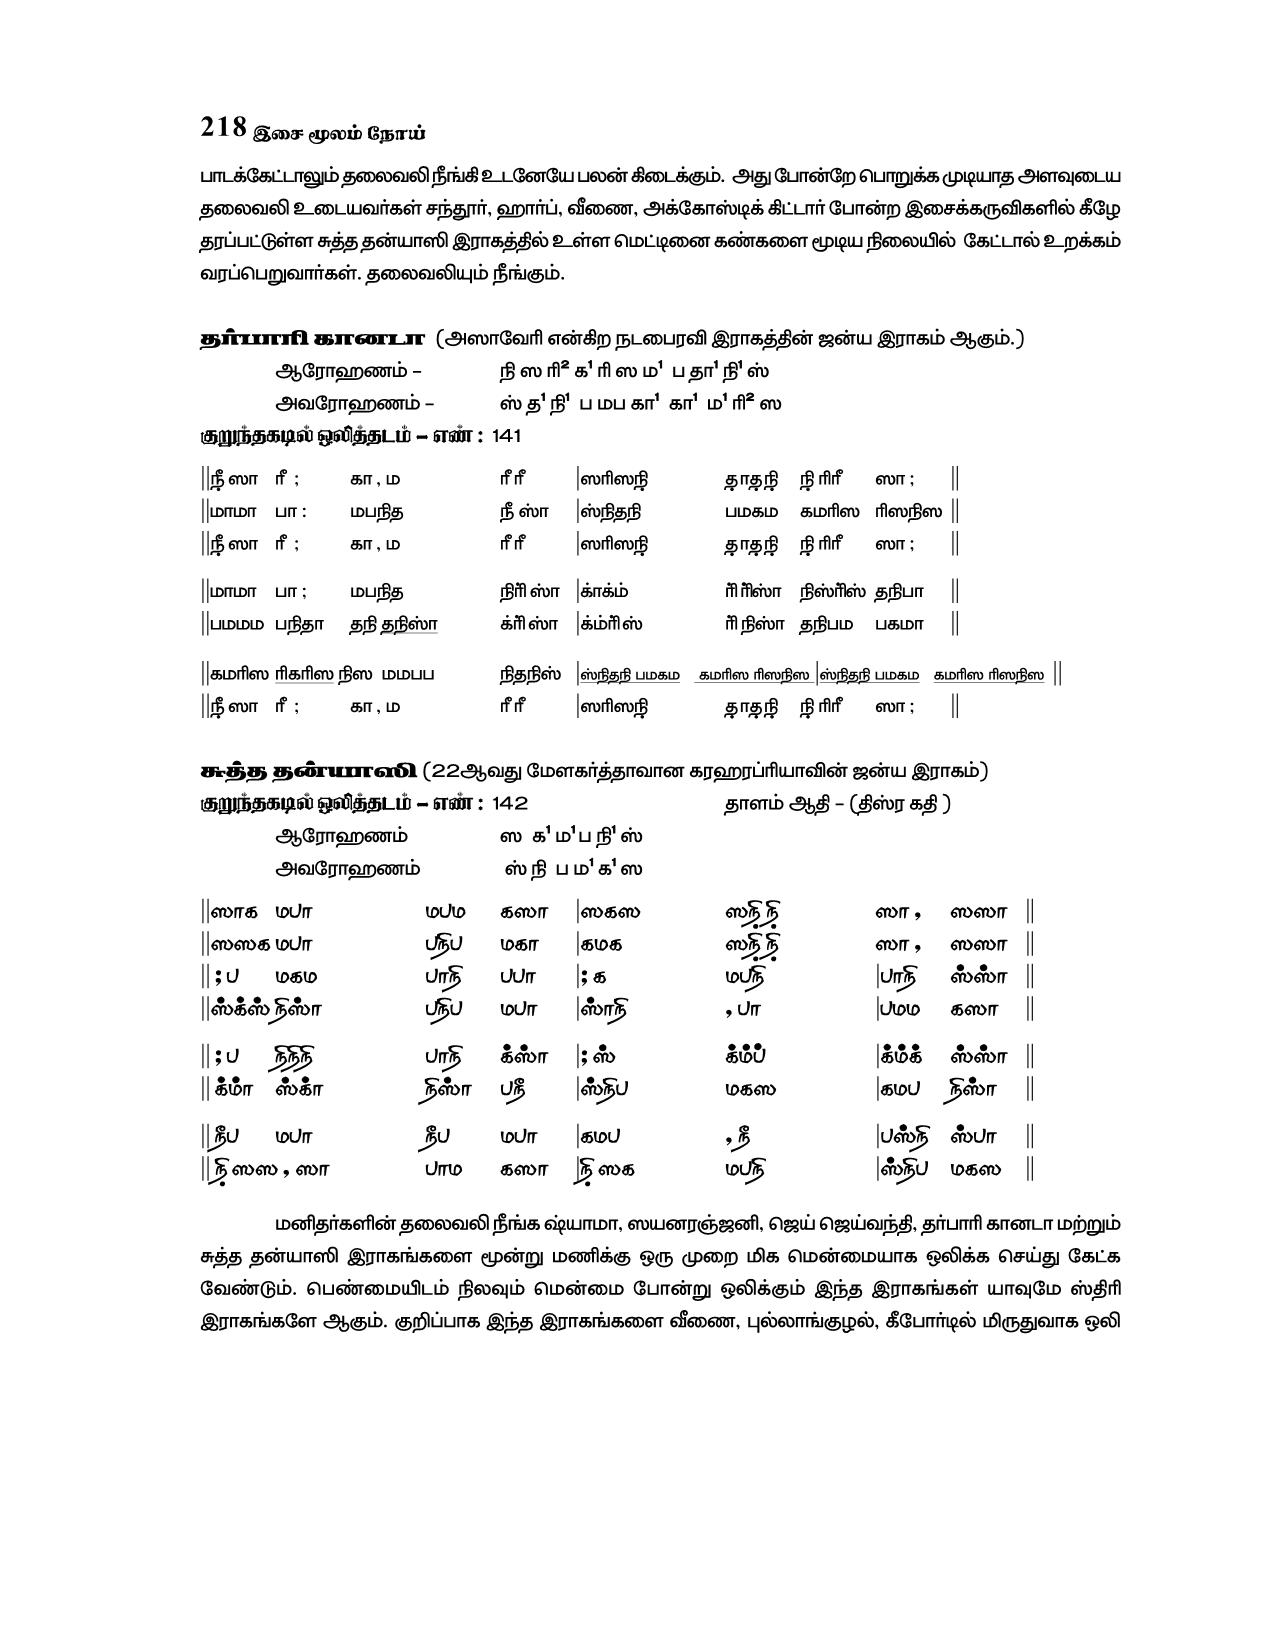 218 இசை மூலம் நோய்
பாடக்கேட்டாலும் தலைவலி நீங்கி உடனேயே பலன் கிடைக்கும். அது போன்றே பொறுக்க முடியாத அளவுடைய
தலைவலி உடையவர்கள் சந்தூர், ஹார்ப், வீணை, அக்கோஸ்டிக் கிட்டார் போன்ற இசைக்கருவிகளில் கீழே
தரப்பட்டுள்ள சுத்த தன்யாஸி இராகத்தில் உள்ள மெட்டினை கண்களை மூடிய நிலையில் கேட்டால் உறக்கம்
வரப்பெறுவார்கள். தலைவலியும் நீங்கும்.
தர்பாரி கானடா (அஸாவேரி என்கிற நடபைரவி இராகத்தின் ஜன்ய இராகம் ஆகும்.)
ஆரோஹணம் – நி ஸ ரி² க¹ ரி ஸ ம¹ ப தா¹ நி¹ ஸ்
அவரோஹணம் – ஸ் த¹ நி¹ ப மப கா¹ கா¹ ம¹ ரி² ஸ
குறுந்தகடில் ஒலித்தடம் – எண் : 141
||நீ̣ ஸா ரீ ; கா , ம ரீ ரீ |ஸரிஸநி̣ தா̣த̣நி̣ நி̣ ரிரீ ஸா ; ||
||மாமா பா : மபநித நீ ஸ்ா |ஸ்நிதநி பமகம கமரிஸ ரிஸநிஸ ||
||நீ̣ ஸா ரீ ; கா , ம ரீ ரீ |ஸரிஸநி̣ தா̣த̣நி̣ நி̣ ரிரீ ஸா ; ||
||மாமா பா ; மபநித நிரி்ஸ்ா |க்ாக்ம் ரி்ரி்ஸ்ா நிஸ்ரி்ஸ் தநிபா ||
||பமமம பநிதா தநி தநிஸ்ா க்ரி்ஸ்ா |க்ம்ரி்ஸ் ரி்நிஸ்ா தநிபம பகமா ||
||கமரிஸ ரிகரிஸ நிஸ மமபப நிதநிஸ் |ஸ்நிதநி பமகம கமரிஸ ரிஸநிஸ |ஸ்நிதநி பமகம கமரிஸ ரிஸநிஸ ||
||நீ̣ ஸா ரீ ; கா , ம ரீ ரீ |ஸரிஸநி̣ தா̣த̣நி̣ நி̣ ரிரீ ஸா ; ||
சுத்த தன்யாஸி (22ஆவது மேளகர்த்தாவான கரஹரப்ரியாவின் ஜன்ய இராகம்)
குறுந்தகடில் ஒலித்தடம் – எண் : 142 தாளம் ஆதி – (திஸ்ர கதி )
ஆரோஹணம் ஸ க¹ ம¹ ப நி¹ ஸ்
அவரோஹணம் ஸ் நி ப ம¹ க¹ ஸ
||ஸாக மபா மபம கஸா |ஸகஸ ஸநி̣நி̣ ஸா , ஸஸா ||
||ஸஸக மபா பநிப மகா |கமக ஸநி̣நி̣ ஸா , ஸஸா ||
|| ; ப மகம பாநி பபா | ; க மபநி |பாநி ஸ்ஸ்ா ||
||ஸ்க்ஸ் நிஸ்ா பநிப மபா |ஸ்ாநி , பா |பமம கஸா ||
|| ; ப நிநிநி பாநி க்ஸ்ா | ; ஸ் க்ம்ப் |க்ம்க் ஸ்ஸ்ா ||
|| க்ம்ா ஸ்க்ா நிஸ்ா பநீ |ஸ்நிப மகஸ |கமப நிஸ்ா ||
||நீப மபா நீப மபா |கமப , நீ |பஸ்நி ஸ்பா ||
||நி̣ ஸஸ , ஸா பாம கஸா |நி̣ ஸக மபநி |ஸ்நிப மகஸ ||
மனிதர்களின் தலைவலி நீங்க ஷ்யாமா, ஸயனரஞ்ஜனி, ஜெய் ஜெய்வந்தி, தர்பாரி கானடா மற்றும்
சுத்த தன்யாஸி இராகங்களை மூன்று மணிக்கு ஒரு முறை மிக மென்மையாக ஒலிக்க செய்து கேட்க
வேண்டும். பெண்மையிடம் நிலவும் மென்மை போன்று ஒலிக்கும் இந்த இராகங்கள் யாவுமே ஸ்திரி
இராகங்களே ஆகும். குறிப்பாக இந்த இராகங்களை வீணை, புல்லாங்குழல், கீபோர்டில் மிருதுவாக ஒலி